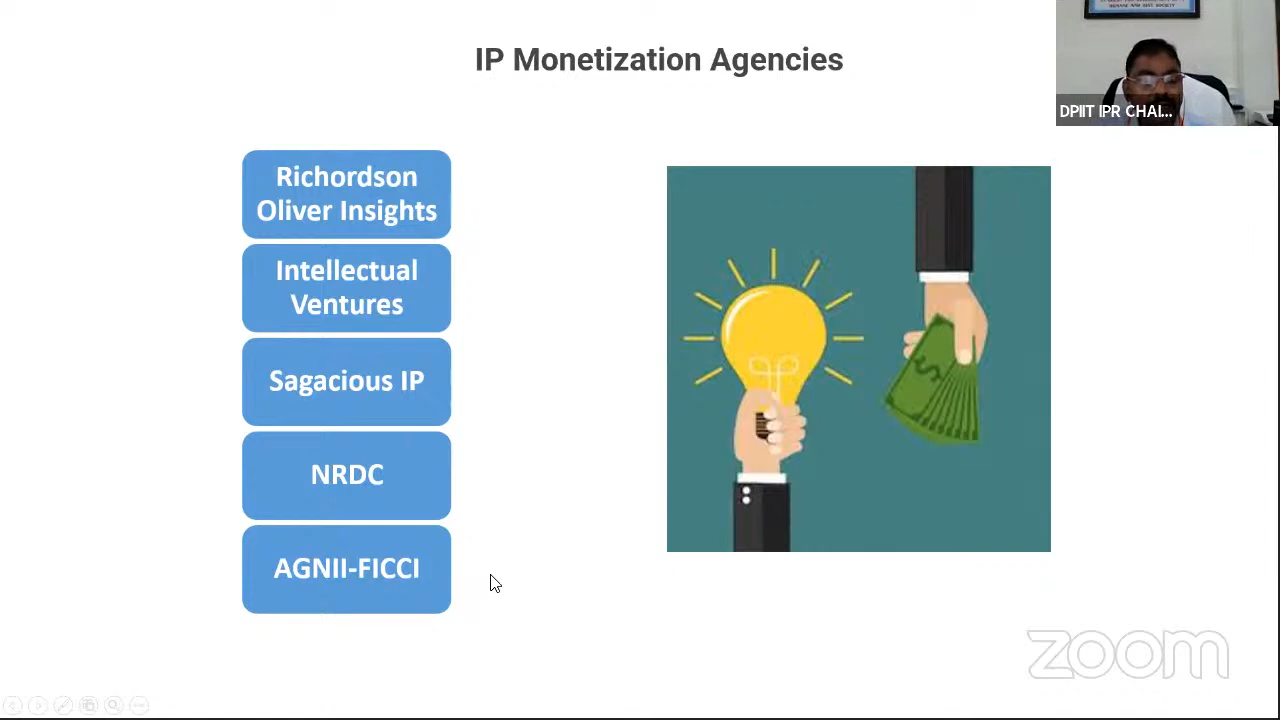 IP Monetization Agencies
DPIIT IPR CHAI...
Richordson
Oliver Insights
Intellectual
Ventures
Sagacious IP
NRDC
AGNII-FICCI
zoom